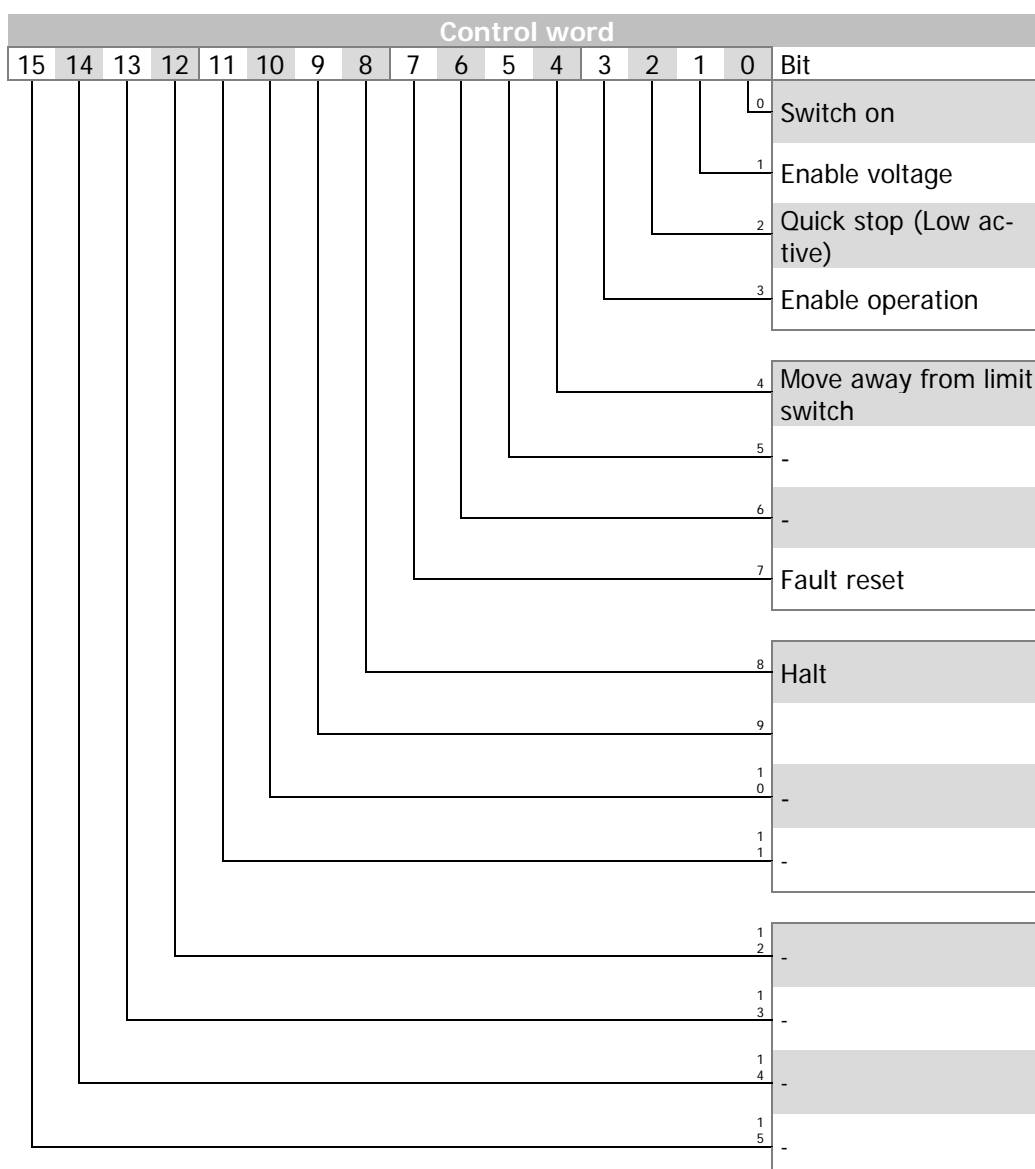 Control word
15 14 13 12 11 10 9 8 7 6 5 4 3 2 1 0 Bit
0 Switch on
1 Enable voltage
2 Quick stop (Low ac-
tive)
3 Enable operation
4 Move away from limit
switch
5 -
6 -
7 Fault reset
8 Halt
9
1
0 -
1
1 -
1
2 -
1
3 -
1
4 -
1
5 -